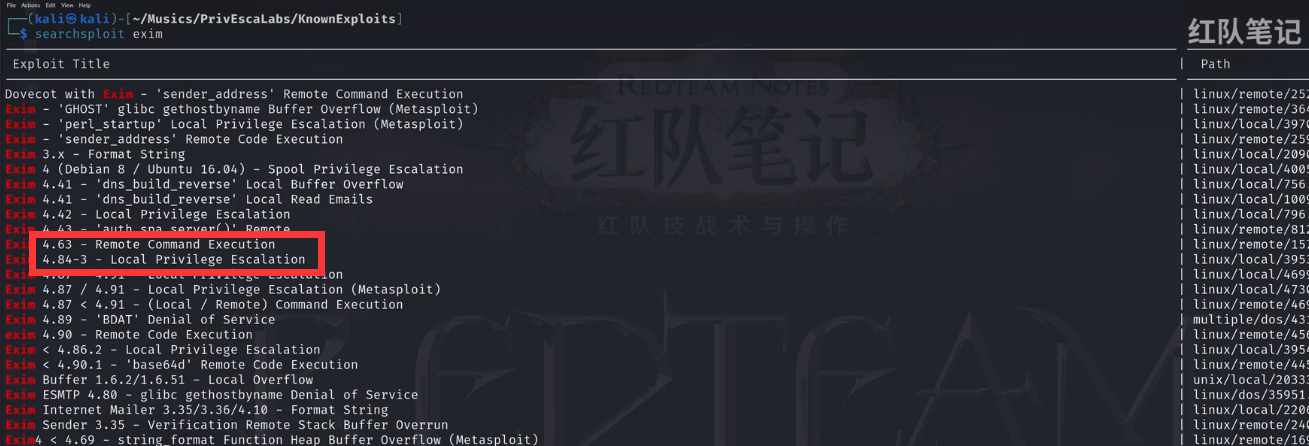 File Actions Edit View Help
(kali㉿kali)-[~/Musics/PrivEscaLabs/KnownExploits]
$ searchsploit exim
红队笔记
Exploit Title | Path
REDTEAM NOTES
红队笔记
红队技战术与操作
Dovecot with Exim - 'sender_address' Remote Command Execution | linux/remote/252
Exim - 'GHOST' glibc gethostbyname Buffer Overflow (Metasploit) | linux/remote/364
Exim - 'perl_startup' Local Privilege Escalation (Metasploit) | linux/local/3970
Exim - 'sender_address' Remote Code Execution | linux/remote/259
Exim 3.x - Format String | linux/local/2090
Exim 4 (Debian 8 / Ubuntu 16.04) - Spool Privilege Escalation | linux/local/4005
Exim 4.41 - 'dns_build_reverse' Local Buffer Overflow | linux/local/756.
Exim 4.41 - 'dns_build_reverse' Local Read Emails | linux/local/1009
Exim 4.42 - Local Privilege Escalation | linux/local/796.
Exim 4.43 - 'auth_spa_server()' Remote | linux/remote/812
Exim 4.63 - Remote Command Execution | linux/remote/157
Exim 4.84-3 - Local Privilege Escalation | linux/local/3953
Exim 4.87 - 4.91 - Local Privilege Escalation | linux/local/4699
Exim 4.87 / 4.91 - Local Privilege Escalation (Metasploit) | linux/local/4730
Exim 4.87 < 4.91 - (Local / Remote) Command Execution | linux/remote/469
Exim 4.89 - 'BDAT' Denial of Service | multiple/dos/431
exim 4.90 - Remote Code Execution | linux/remote/456
Exim < 4.86.2 - Local Privilege Escalation | linux/local/3954
Exim < 4.90.1 - 'base64d' Remote Code Execution | linux/remote/445
Exim Buffer 1.6.2/1.6.51 - Local Overflow | unix/local/20333
Exim ESMTP 4.80 - glibc gethostbyname Denial of Service | linux/dos/35951.
Exim Internet Mailer 3.35/3.36/4.10 - Format String | linux/local/2206
Exim Sender 3.35 - Verification Remote Stack Buffer Overrun | linux/remote/24
Exim4 < 4.69 - string_format Function Heap Buffer Overflow (Metasploit) | linux/remote/169